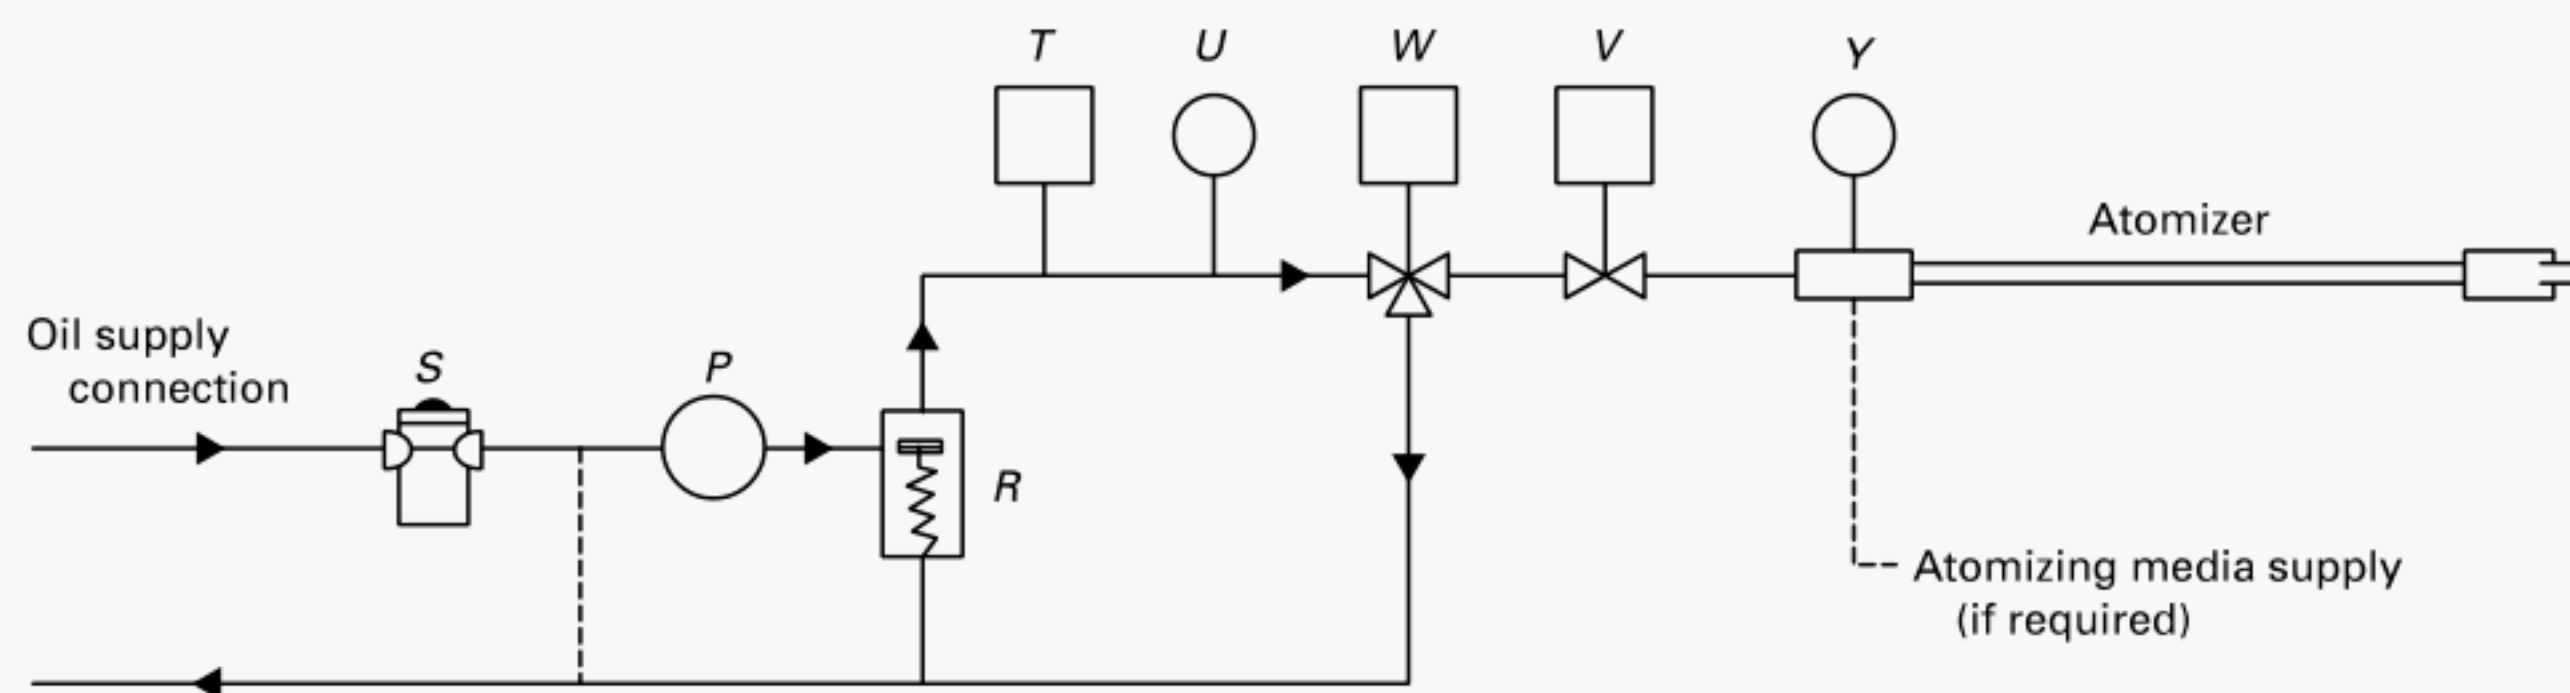 T
U
W
V
Y
Atomizer
Oil supply
connection
S
P
R
Atomizing media supply
(if required)